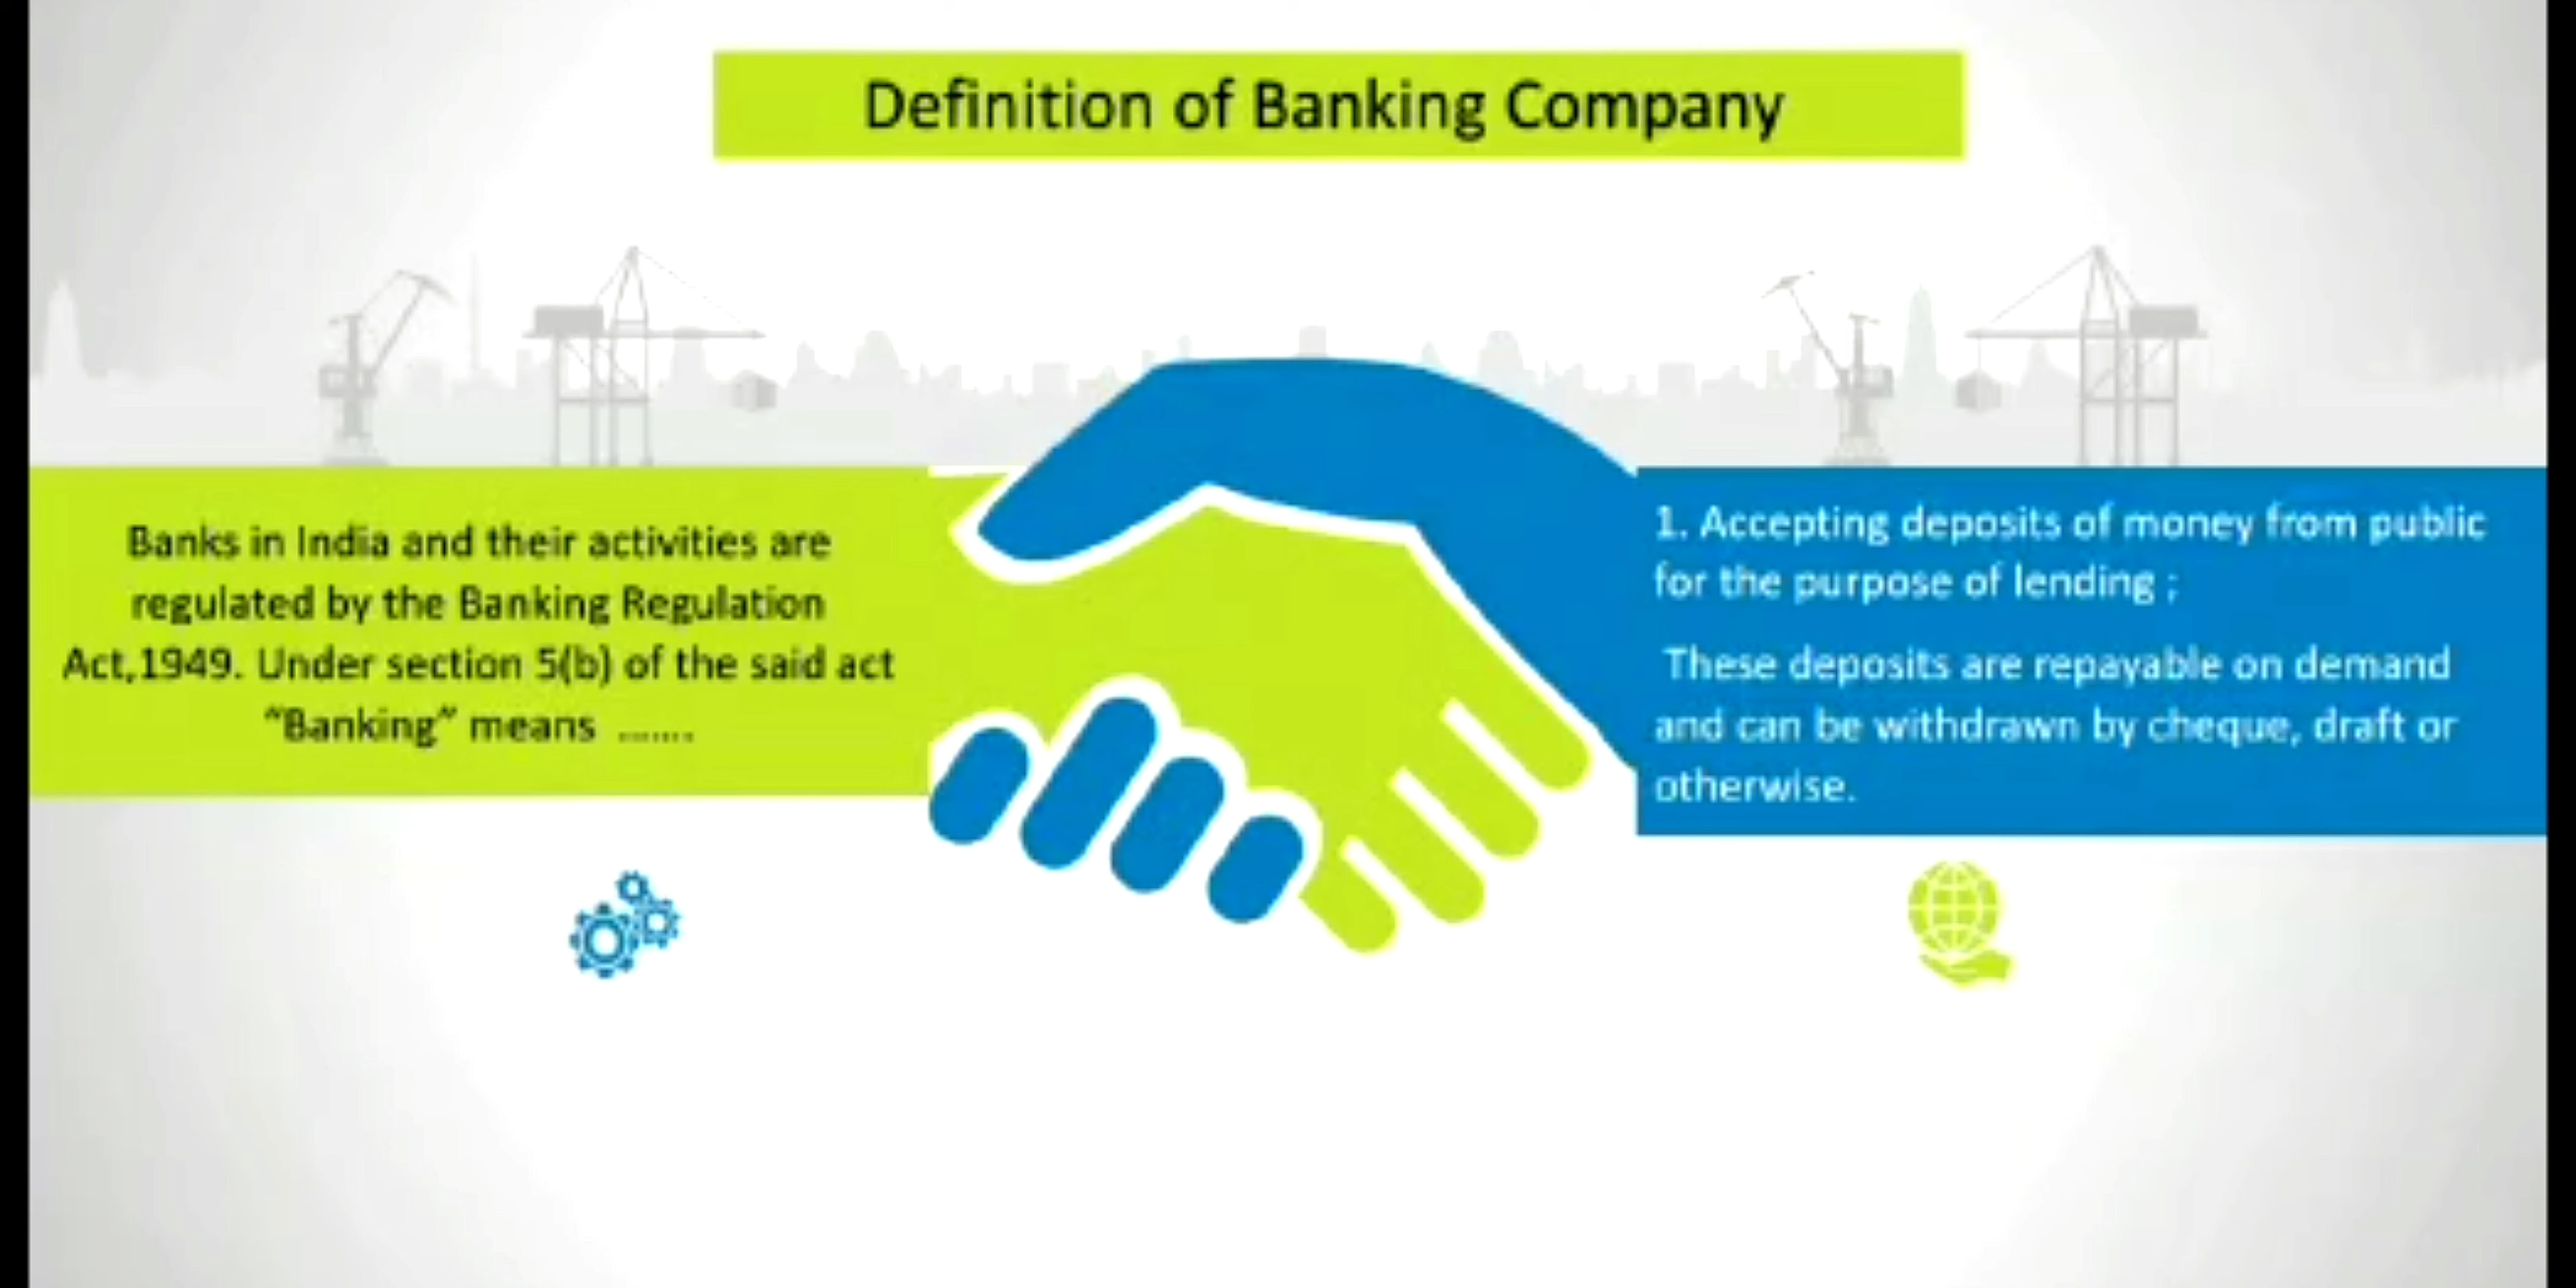 Definition of Banking Company
Banks in India and their activities are
regulated by the Banking Regulation
Act,1949. Under section 5(b) of the said act
“Banking” means .......
1. Accepting deposits of money from public
for the purpose of lending ;
These deposits are repayable on demand
and can be withdrawn by cheque, draft or
otherwise.